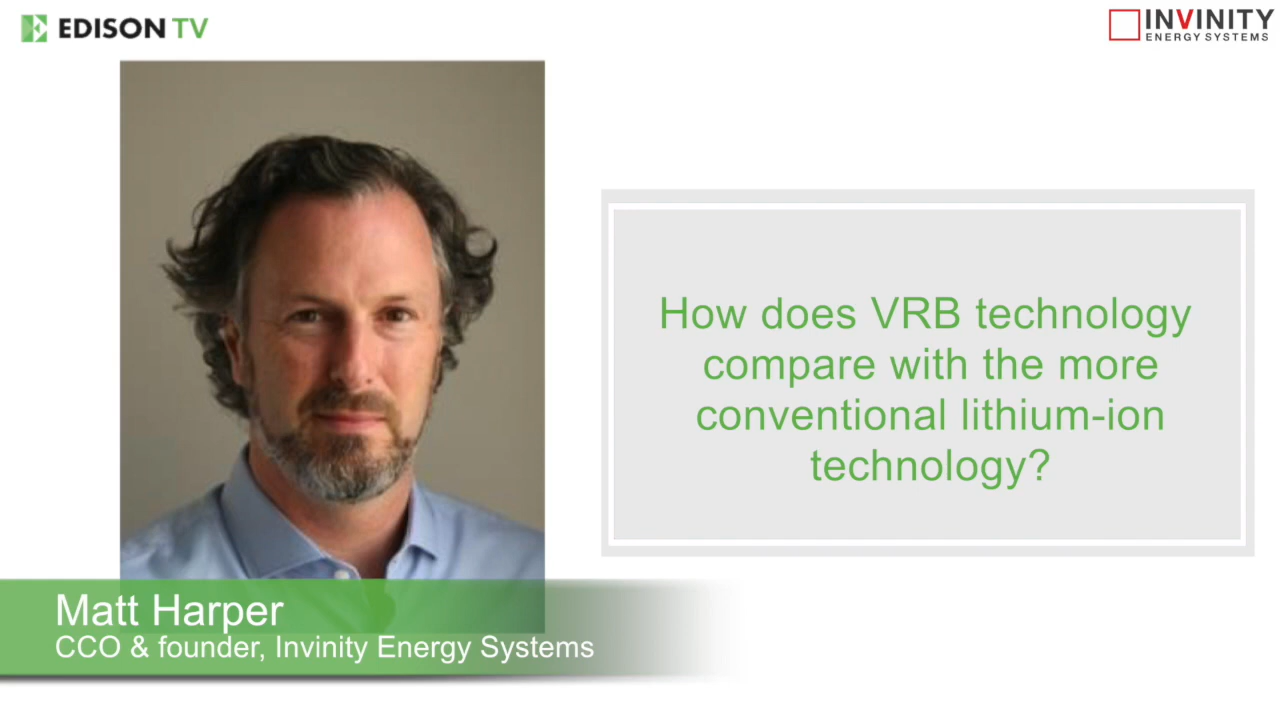 EDISON TV
INVINITY
ENERGY SYSTEMS
How does VRB technology
compare with the more
conventional lithium-ion
technology?
Matt Harper
CCO & founder, Invinity Energy Systems